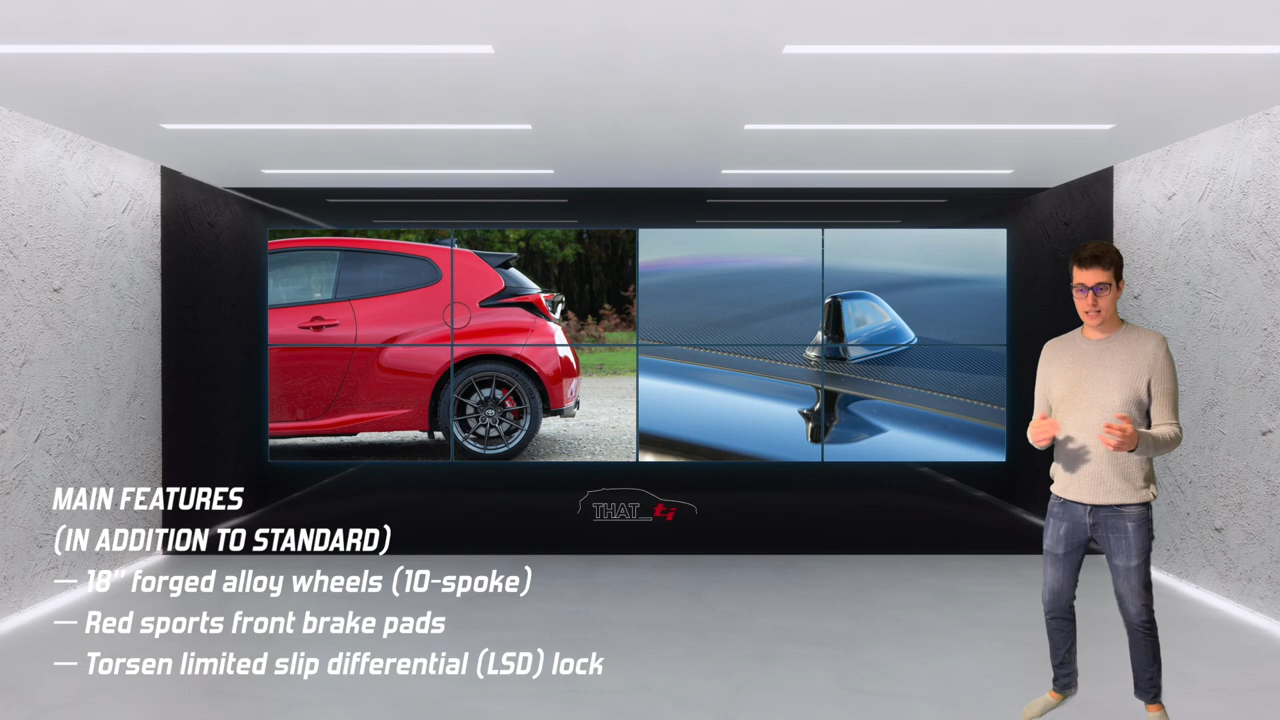 THAT_ti
MAIN FEATURES
(IN ADDITION TO STANDARD)
— 18" forged alloy wheels (10-spoke)
— Red sports front brake pads
— Torsen limited slip differential (LSD) lock